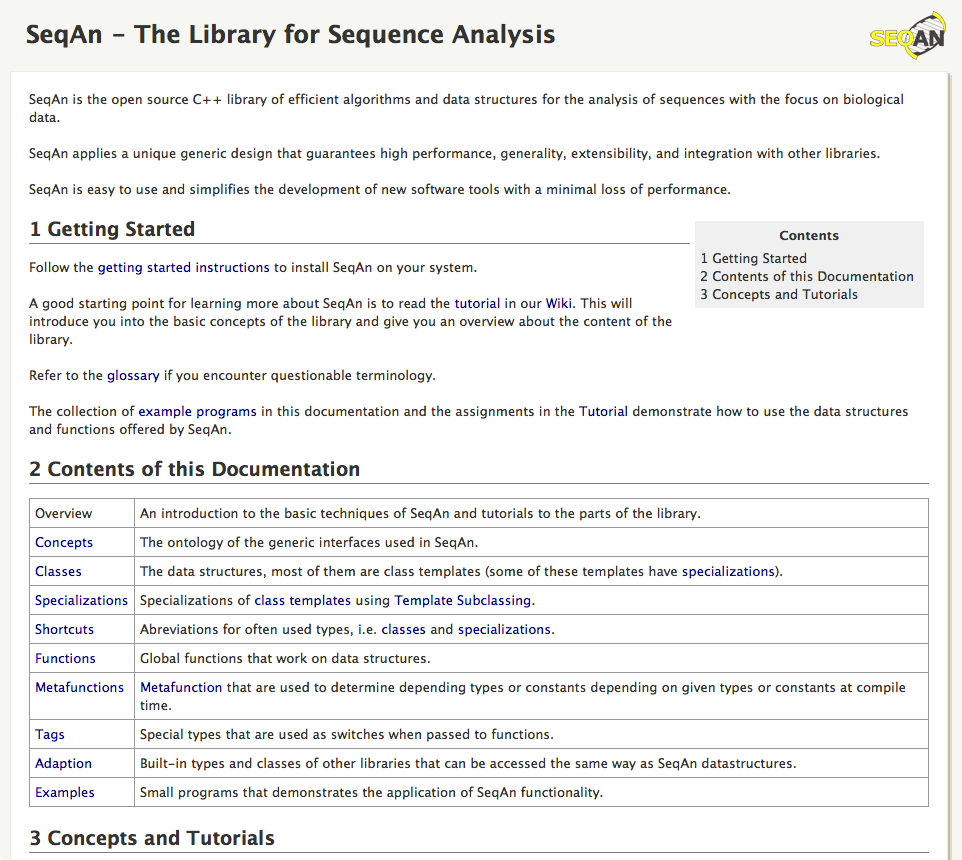 SeqAn – The Library for Sequence Analysis
SEQAN
SeqAn is the open source C++ library of efficient algorithms and data structures for the analysis of sequences with the focus on biological
data.
SeqAn applies a unique generic design that guarantees high performance, generality, extensibility, and integration with other libraries.
SeqAn is easy to use and simplifies the development of new software tools with a minimal loss of performance.
1 Getting Started
Follow the getting started instructions to install SeqAn on your system.
A good starting point for learning more about SeqAn is to read the tutorial in our Wiki. This will
introduce you into the basic concepts of the library and give you an overview about the content of the
library.
Refer to the glossary if you encounter questionable terminology.
Contents
1 Getting Started
2 Contents of this Documentation
3 Concepts and Tutorials
The collection of example programs in this documentation and the assignments in the Tutorial demonstrate how to use the data structures
and functions offered by SeqAn.
2 Contents of this Documentation
Overview An introduction to the basic techniques of SeqAn and tutorials to the parts of the library.
Concepts The ontology of the generic interfaces used in SeqAn.
Classes The data structures, most of them are class templates (some of these templates have specializations).
Specializations Specializations of class templates using Template Subclassing.
Shortcuts Abreviations for often used types, i.e. classes and specializations.
Functions Global functions that work on data structures.
Metafunctions Metafunction that are used to determine depending types or constants depending on given types or constants at compile
time.
Tags Special types that are used as switches when passed to functions.
Adaption Built-in types and classes of other libraries that can be accessed the same way as SeqAn datastructures.
Examples Small programs that demonstrates the application of SeqAn functionality.
3 Concepts and Tutorials